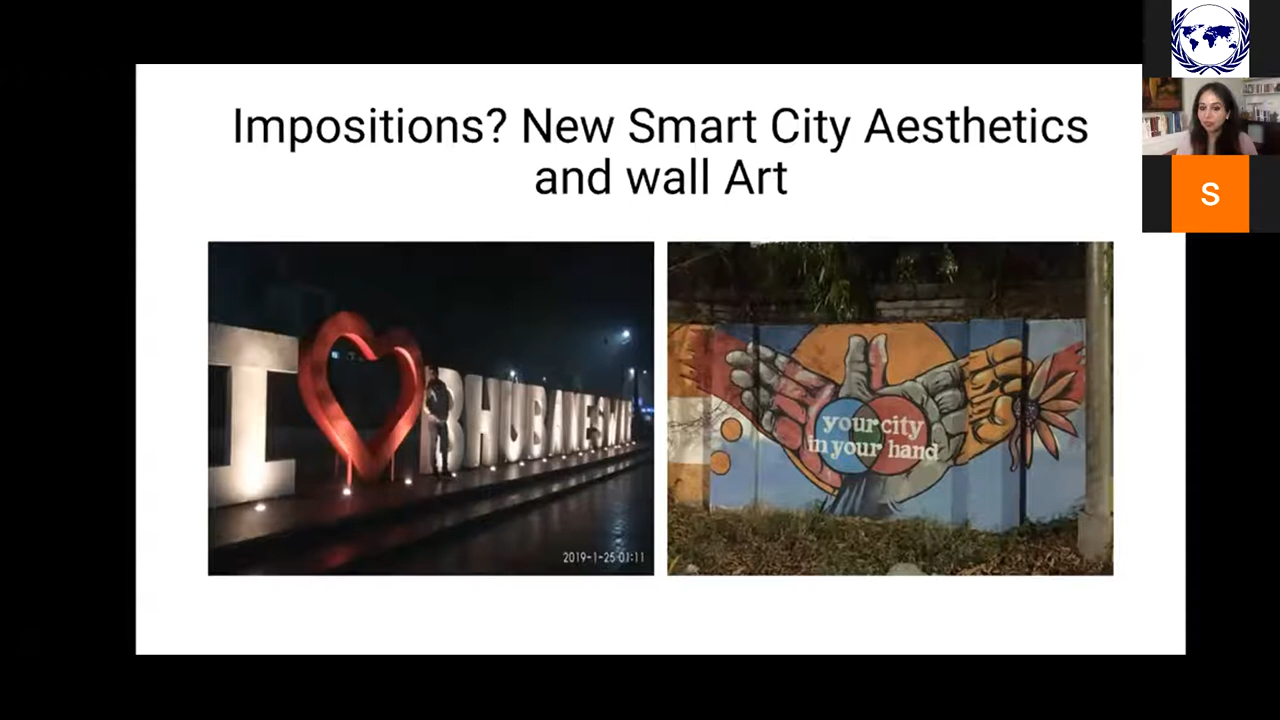 Impositions? New Smart City Aesthetics
and wall Art
I BHUBANESWAR
2019-1-25 01:11
your city
in your hand
S